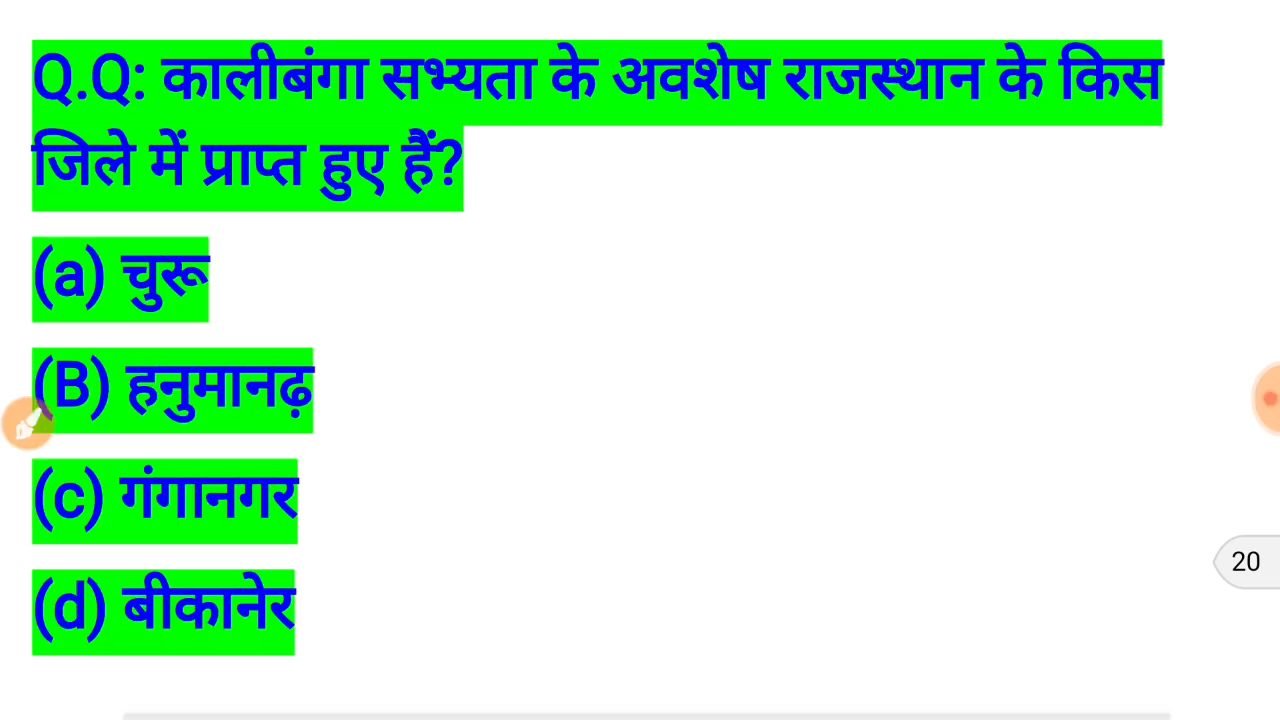 Q.Q: कालीबंगा सभ्यता के अवशेष राजस्थान के किस
जिले में प्राप्त हुए हैं?
(a) चुरू
(B) हनुमानढ़
(c) गंगानगर
(d) बीकानेर
20